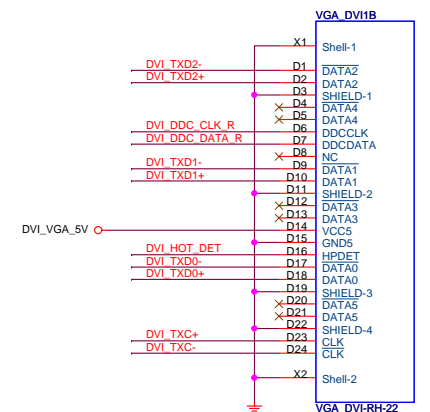 VGA_DVI1B
X1 Shell-1
DVI_TXD2- D1 DATA2
DVI_TXD2+ D2 DATA2
D3 SHIELD-1
D4 DATA4
D5 DATA4
DVI_DDC_CLK_R D6 DDCCLK
DVI_DDC_DATA_R D7 DDCDATA
D8 NC
DVI_TXD1- D9 DATA1
DVI_TXD1+ D10 DATA1
D11 SHIELD-2
D12 DATA3
D13 DATA3
DVI_VGA_5V D14 VCC5
D15 GND5
DVI_HOT_DET D16 HPDET
DVI_TXD0- D17 DATA0
DVI_TXD0+ D18 DATA0
D19 SHIELD-3
D20 DATA5
D21 DATA5
D22 SHIELD-4
DVI_TXC+ D23 CLK
DVI_TXC- D24 CLK
X2 Shell-2
VGA_DVI-RH-22